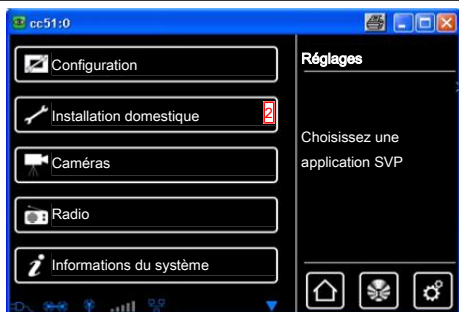 cc51:0
Configuration
Installation domestique 2
Caméras
Radio
Informations du système
Réglages
Choisissez une
application SVP